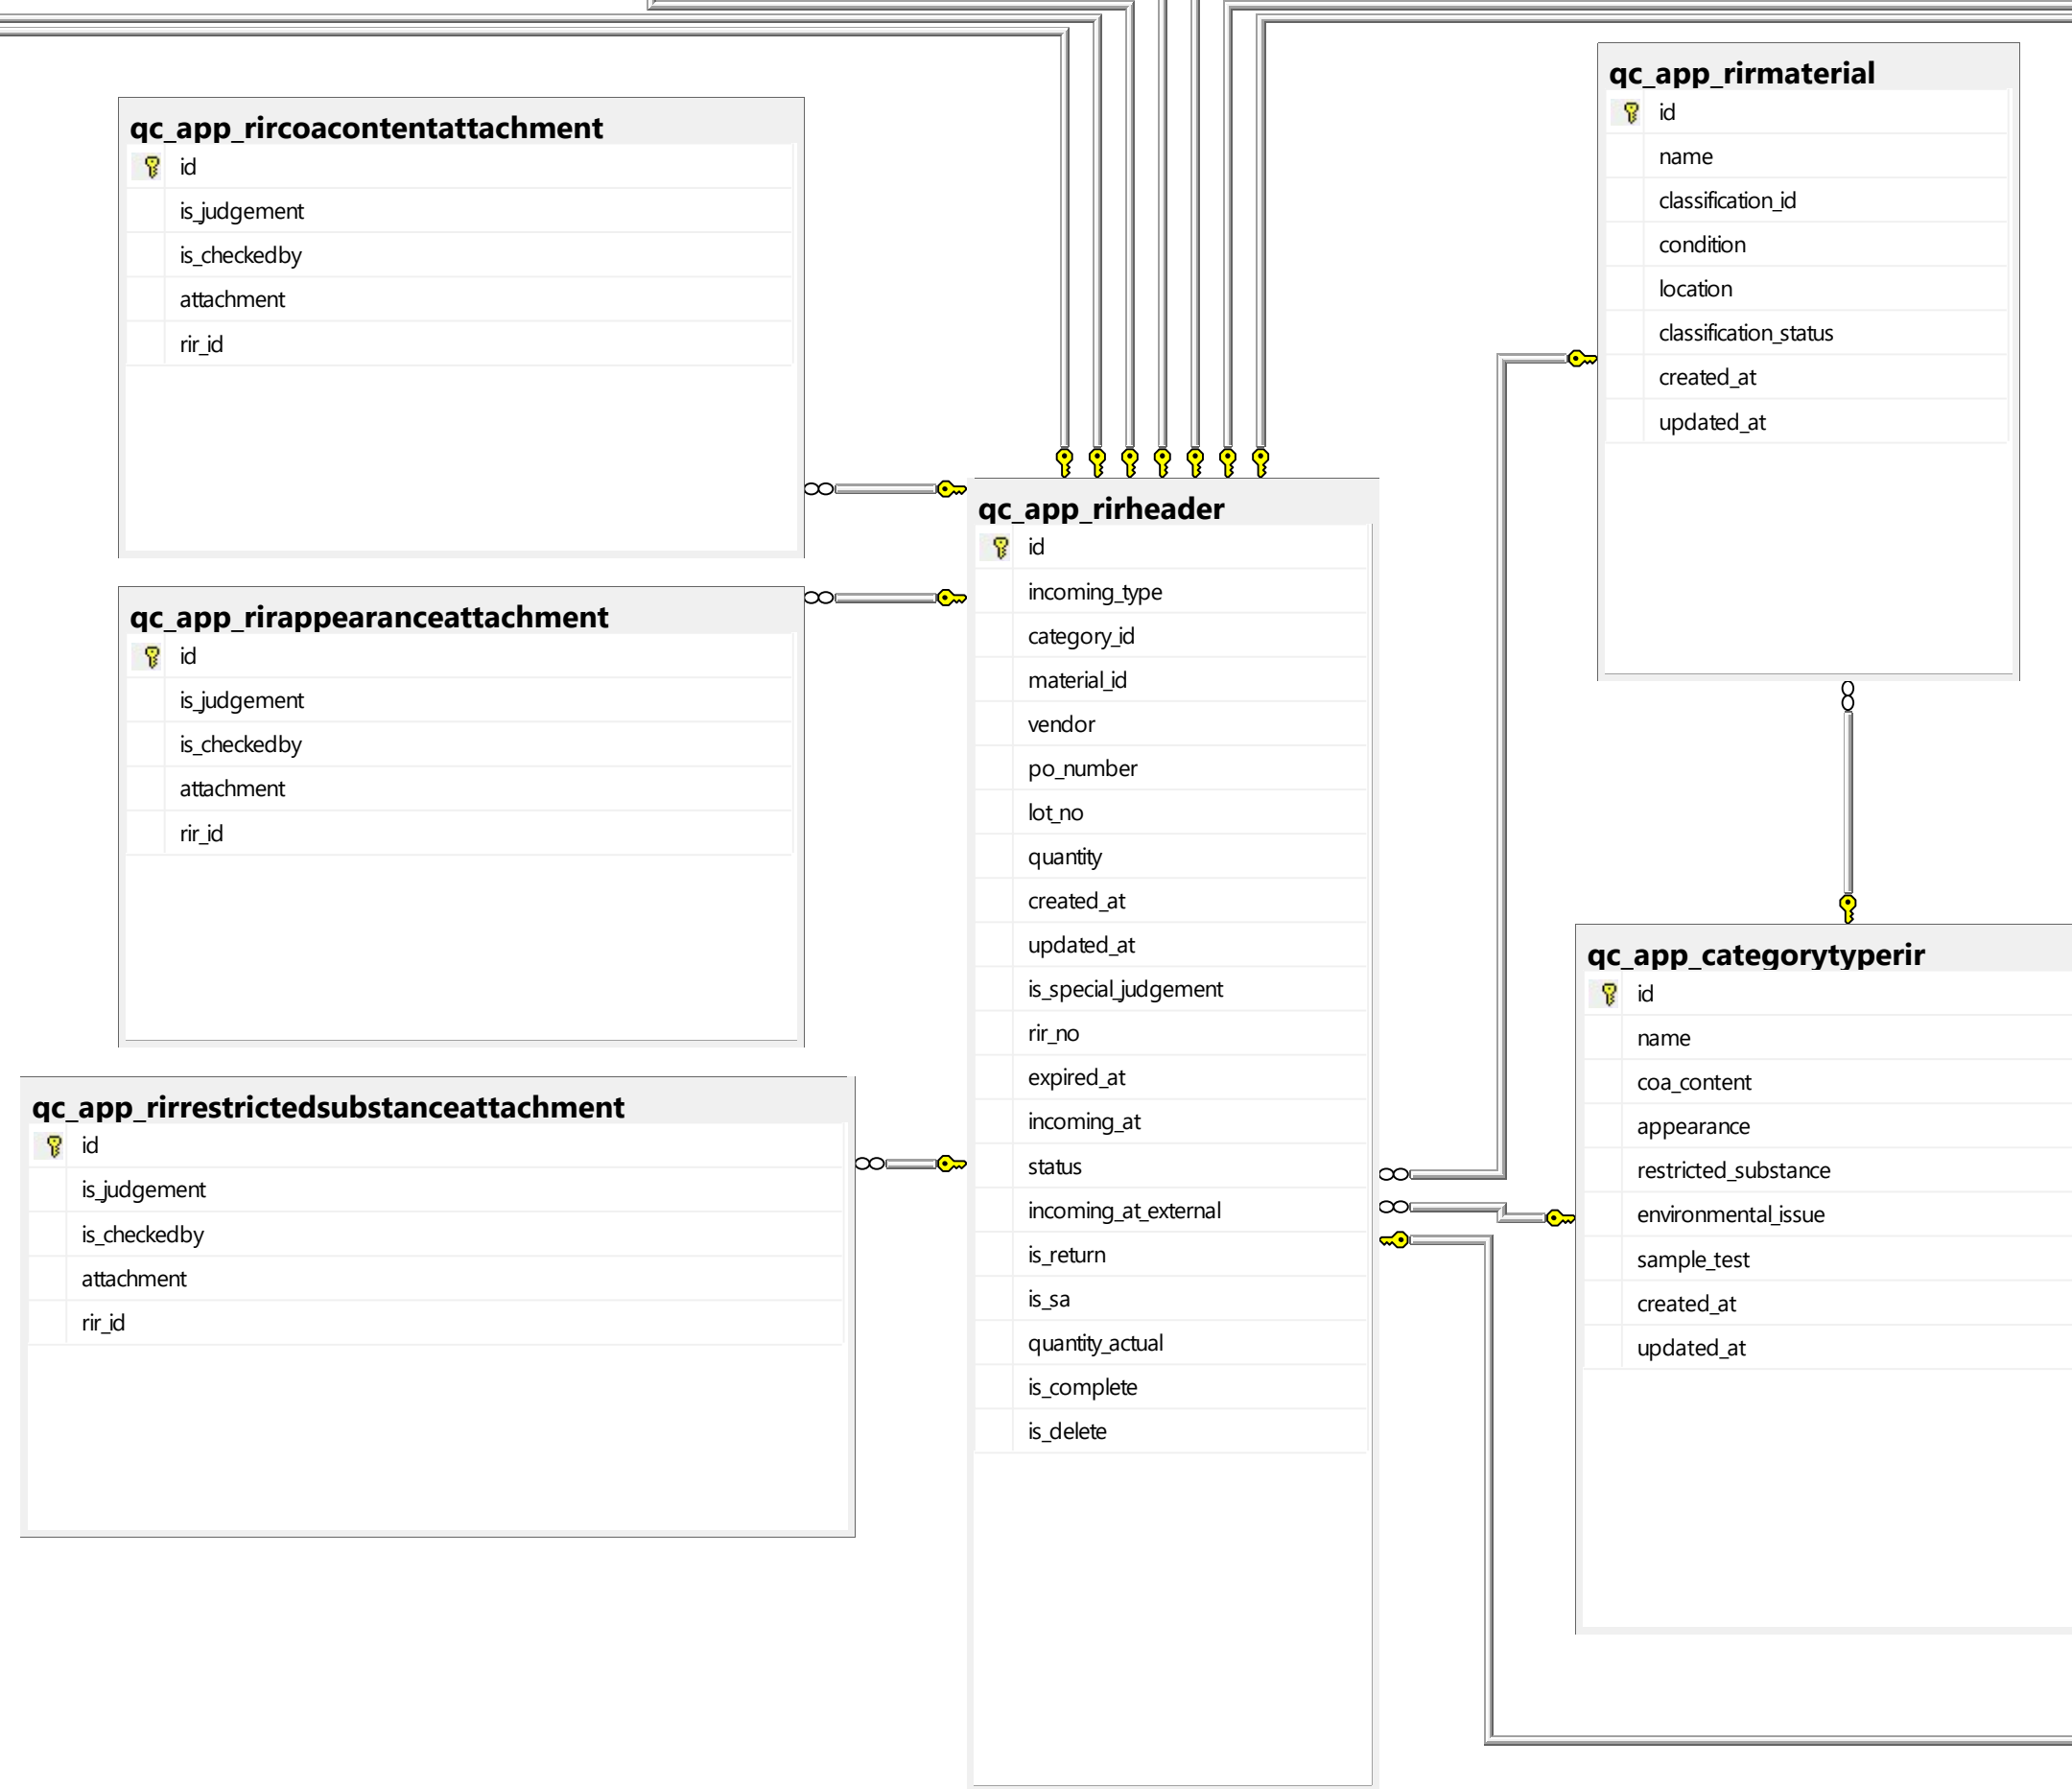 qc_app_rircoacontentattachment
id
is_judgement
is_checkedby
attachment
rir_id
qc_app_rirappearanceattachment
id
is_judgement
is_checkedby
attachment
rir_id
qc_app_rirrestrictedsubstanceattachment
id
is_judgement
is_checkedby
attachment
rir_id
qc_app_rirheader
id
incoming_type
category_id
material_id
vendor
po_number
lot_no
quantity
created_at
updated_at
is_special_judgement
rir_no
expired_at
incoming_at
status
incoming_at_external
is_return
is_sa
quantity_actual
is_complete
is_delete
qc_app_rirmaterial
id
name
classification_id
condition
location
classification_status
created_at
updated_at
qc_app_categorytyperir
id
name
coa_content
appearance
restricted_substance
environmental_issue
sample_test
created_at
updated_at